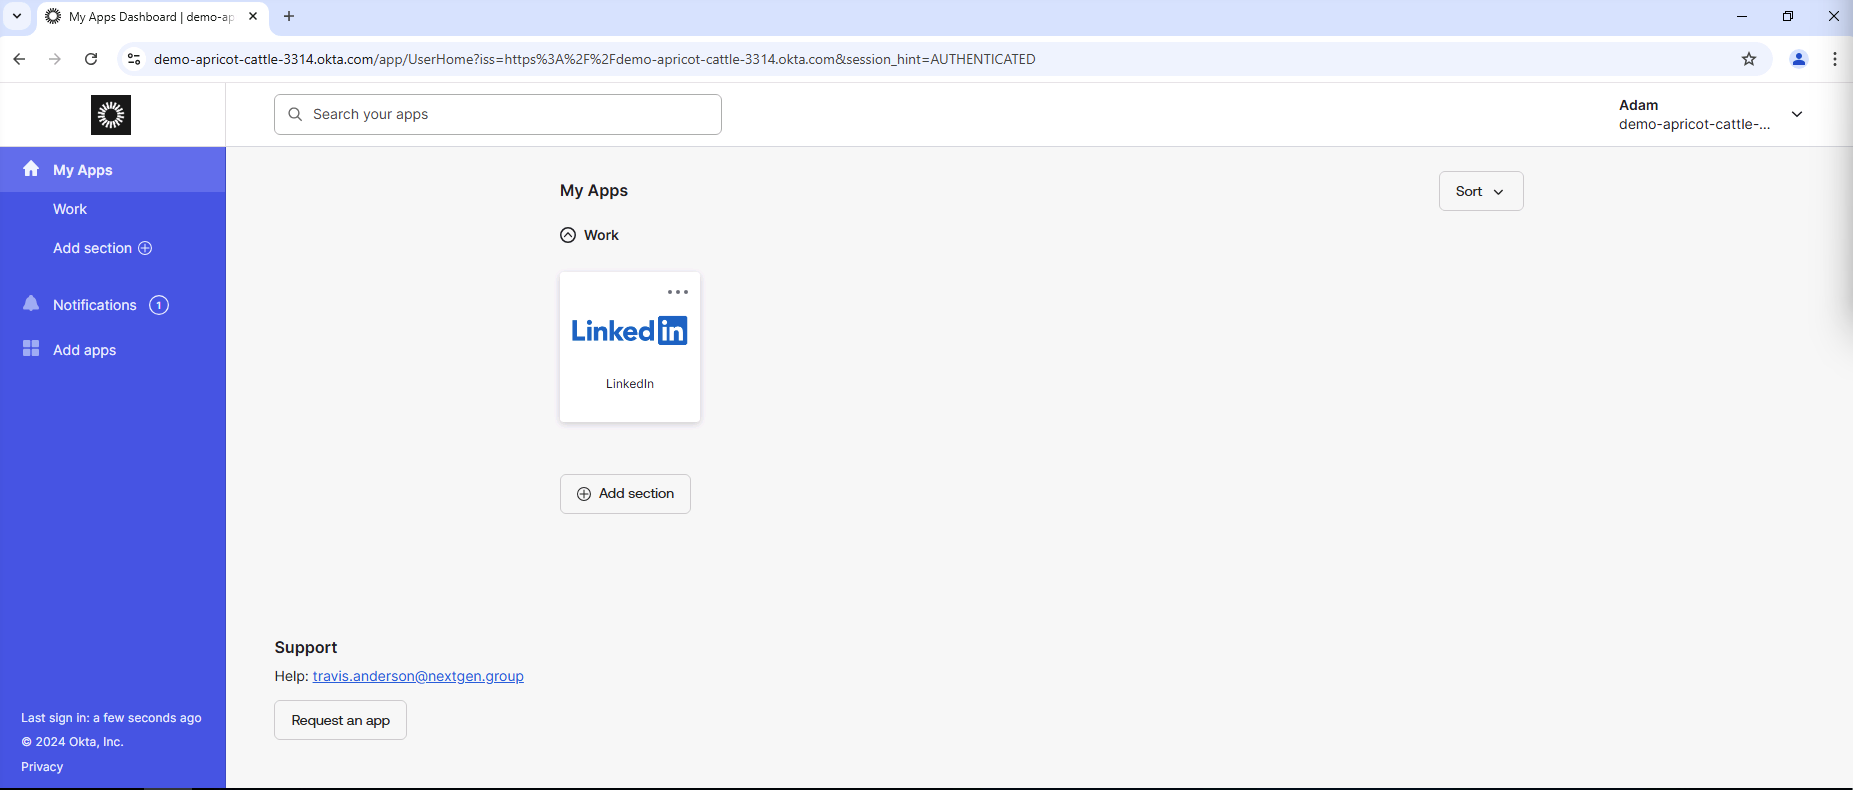 My Apps Dashboard | demo-ap
demo-apricot-cattle-3314.okta.com/app/UserHome?iss=https%3A%2F%2Fdemo-apricot-cattle-3314.okta.com&session_hint=AUTHENTICATED
Search your apps
Adam
demo-apricot-cattle-...
My Apps
Work
Add section
Notifications 1
Add apps
My Apps
Sort
Work
Linked in
LinkedIn
Add section
Support
Help: travis.anderson@nextgen.group
Request an app
Last sign in: a few seconds ago
© 2024 Okta, Inc.
Privacy